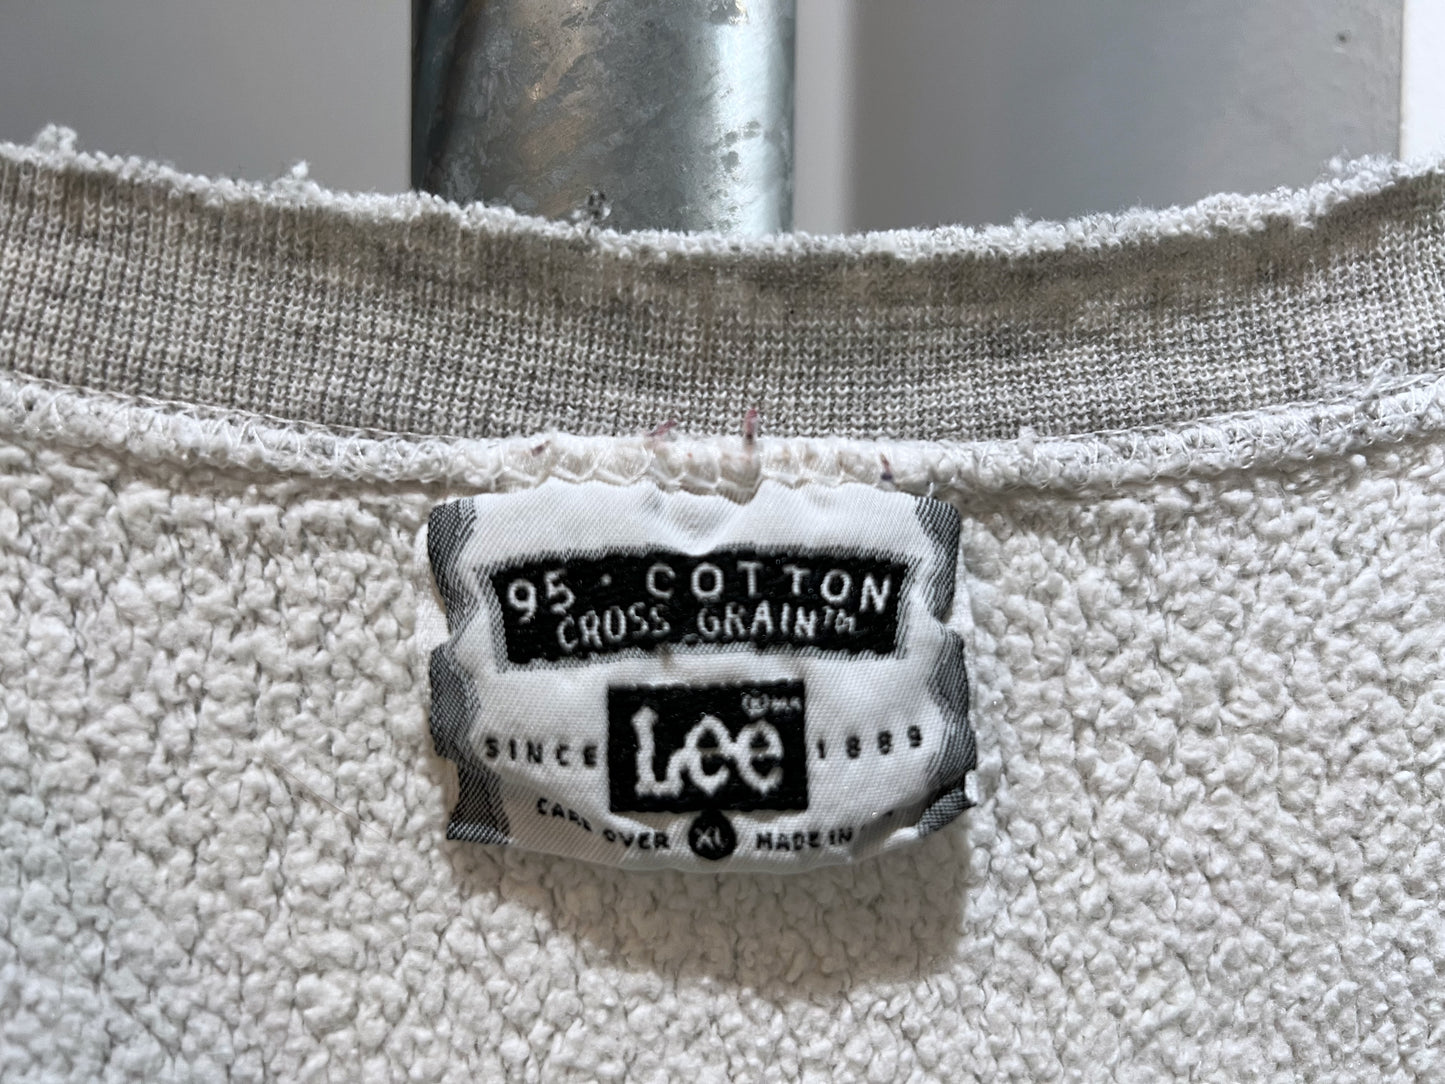 95 · COTTON
CROSS GRAIN
Lee ®
SINCE 1889
CARE OVER XL MADE IN